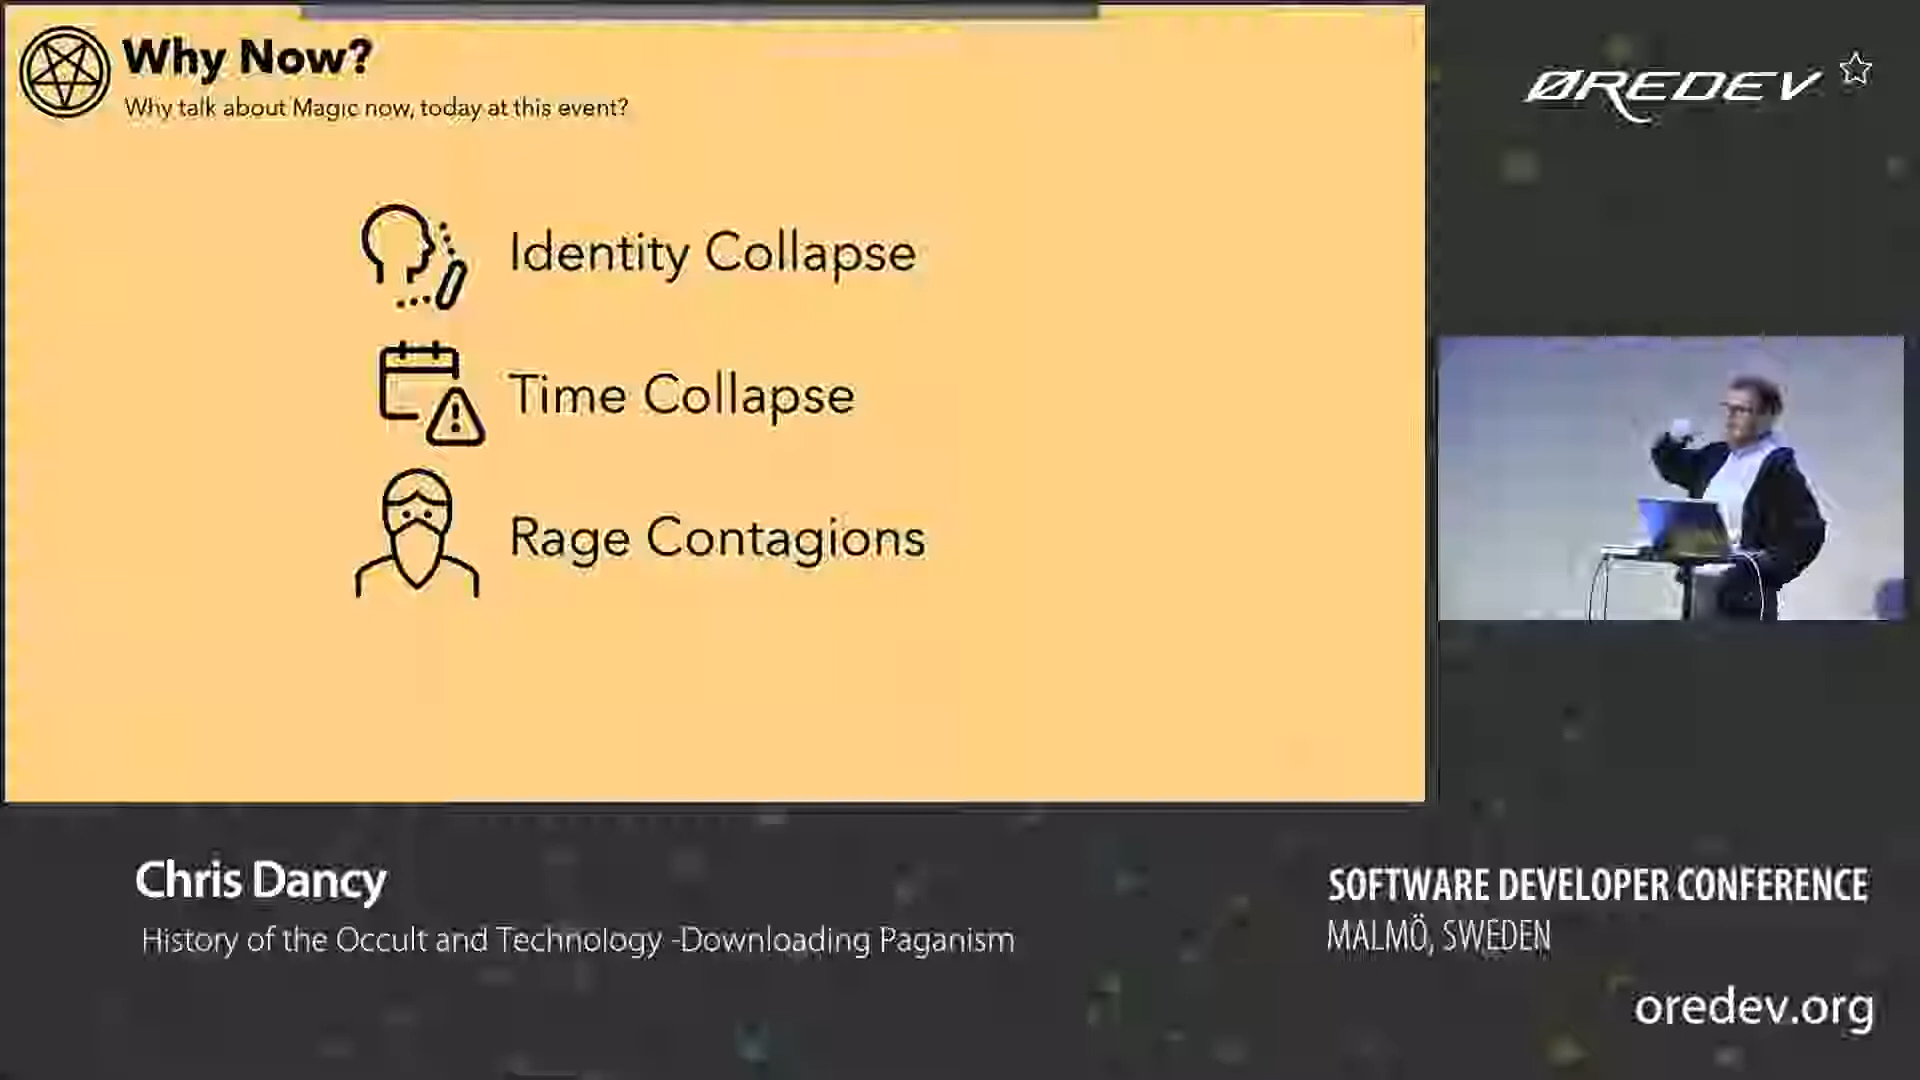 Why Now?
Why talk about Magic now, today at this event?
Identity Collapse
Time Collapse
Rage Contagions
ØREDEV
Chris Dancy
History of the Occult and Technology -Downloading Paganism
SOFTWARE DEVELOPER CONFERENCE
MALMÖ, SWEDEN
oredev.org